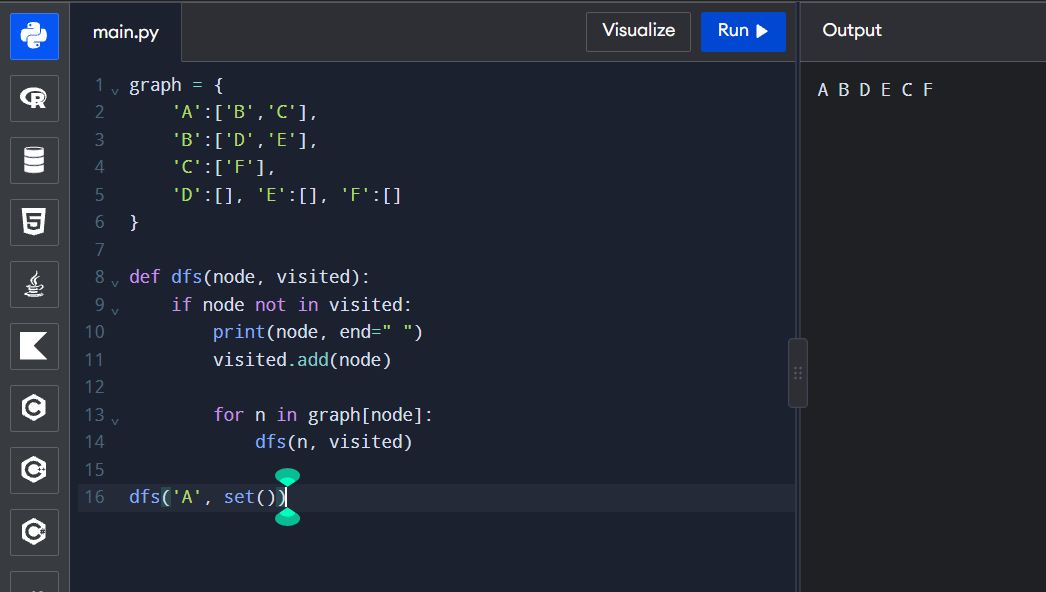 main.py
Visualize
Run
Output
1 graph = {
2     'A':['B','C'],
3     'B':['D','E'],
4     'C':['F'],
5     'D':[], 'E':[], 'F':[]
6 }
7
8 def dfs(node, visited):
9     if node not in visited:
10         print(node, end=" ")
11         visited.add(node)
12
13         for n in graph[node]:
14             dfs(n, visited)
15
16 dfs('A', set())
A B D E C F